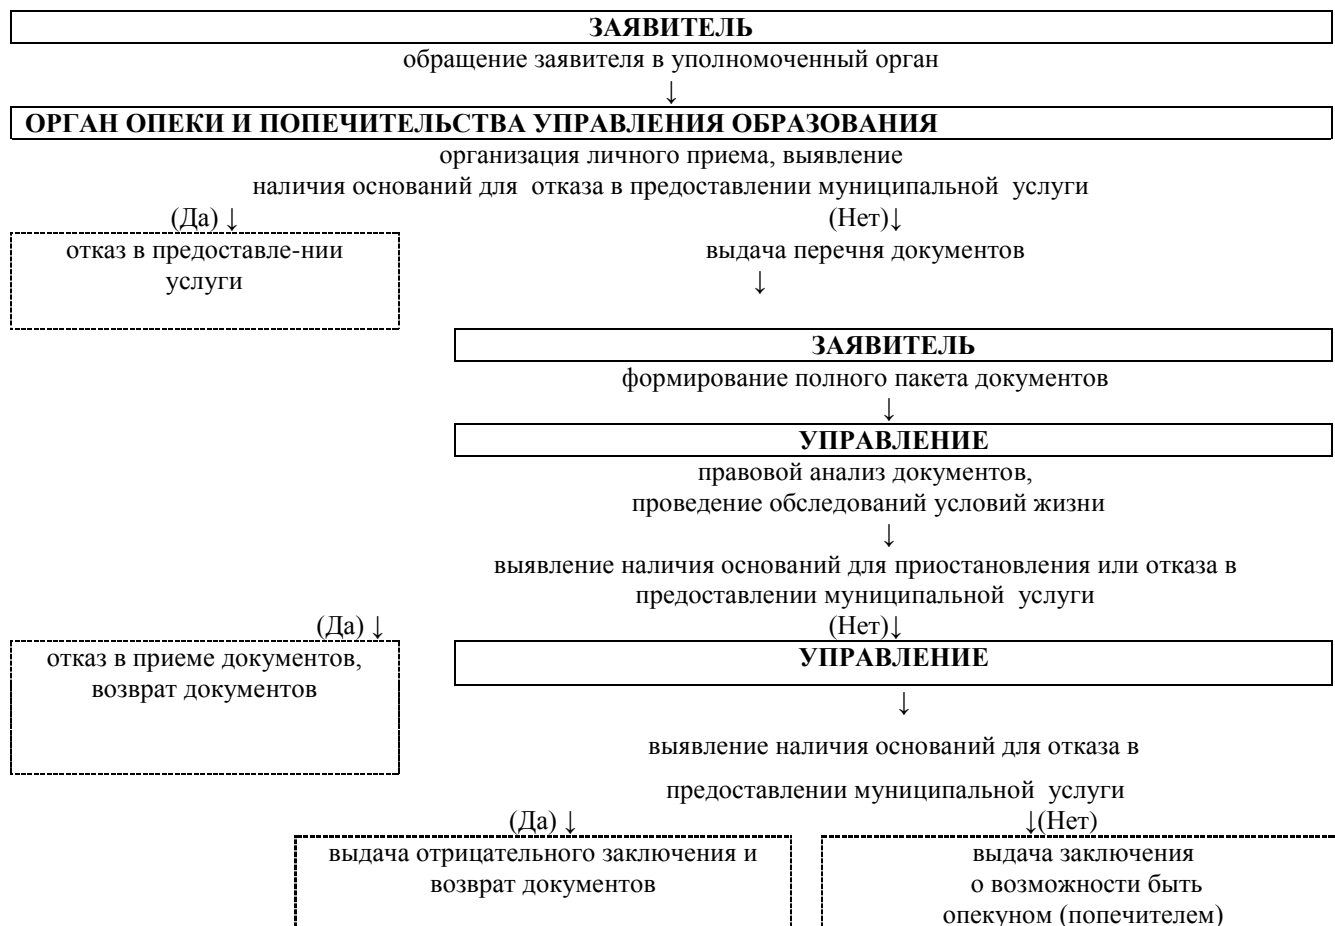 ЗАЯВИТЕЛЬ
обращение заявителя в уполномоченный орган
↓
ОРГАН ОПЕКИ И ПОПЕЧИТЕЛЬСТВА УПРАВЛЕНИЯ ОБРАЗОВАНИЯ
организация личного приема, выявление
наличия оснований для отказа в предоставлении муниципальной услуги
(Да) ↓ (Нет)↓
отказ в предоставле-нии
услуги
выдача перечня документов
↓
ЗАЯВИТЕЛЬ
формирование полного пакета документов
↓
УПРАВЛЕНИЕ
правовой анализ документов,
проведение обследований условий жизни
↓
выявление наличия оснований для приостановления или отказа в
предоставлении муниципальной услуги
(Да) ↓ (Нет)↓
отказ в приеме документов,
возврат документов
УПРАВЛЕНИЕ
↓
выявление наличия оснований для отказа в
предоставлении муниципальной услуги
(Да) ↓ ↓(Нет)
выдача отрицательного заключения и
возврат документов
выдача заключения
о возможности быть
опекуном (попечителем)